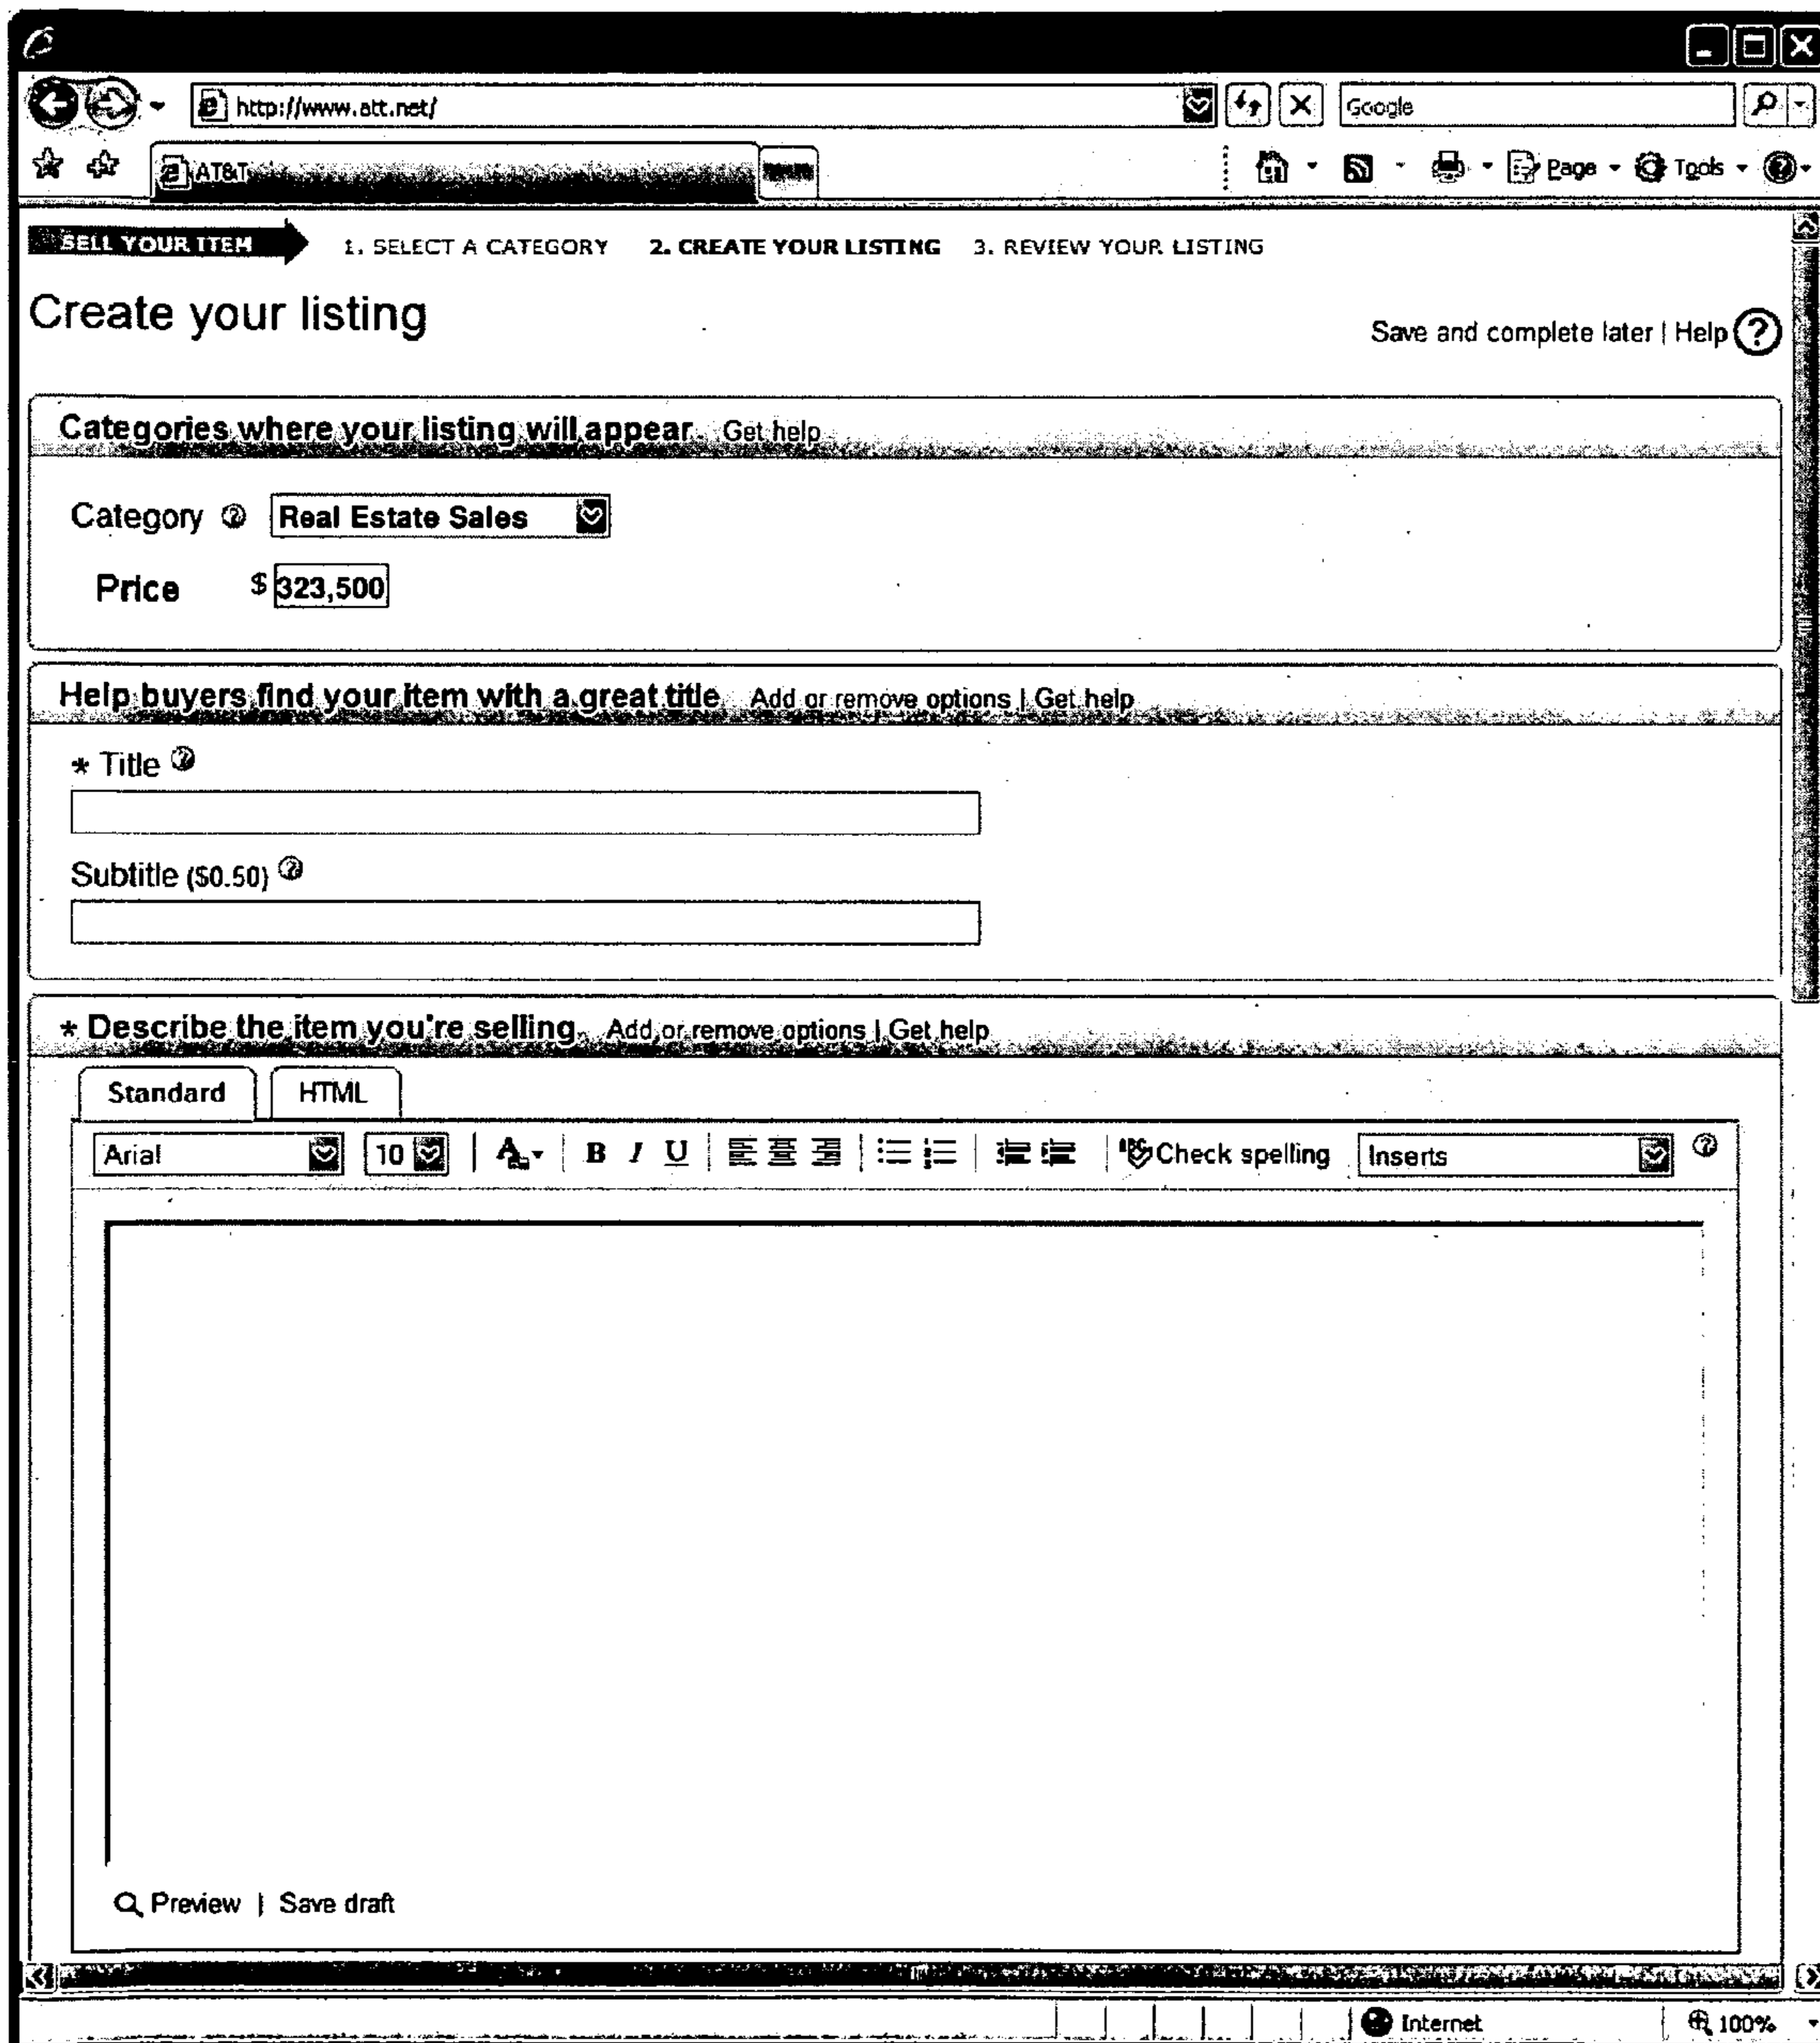 http://www.att.net/
Google
AT&T
Page
Tools
SELL YOUR ITEM
1. SELECT A CATEGORY 2. CREATE YOUR LISTING 3. REVIEW YOUR LISTING
Create your listing
Save and complete later | Help ?
Categories where your listing will appear Get help
Category ? Real Estate Sales
Price $ 323,500
Help buyers find your item with a great title Add or remove options | Get help
* Title ?
Subtitle ($0.50) ?
* Describe the item you're selling. Add or remove options | Get help
Standard HTML
Arial 10 A B I U ABC Check spelling Inserts ?
Preview | Save draft
Internet 100%